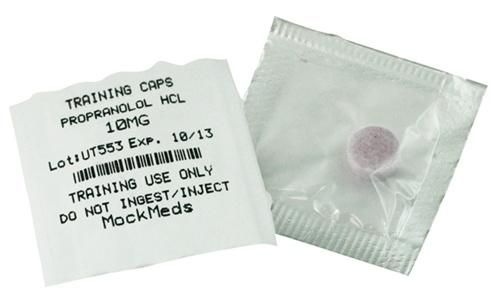 TRAINING CAPS
PROPRANOLOL HCL
10MG
Lot:UT553 Exp. 10/13
TRAINING USE ONLY
DO NOT INGEST/INJECT
MockMeds